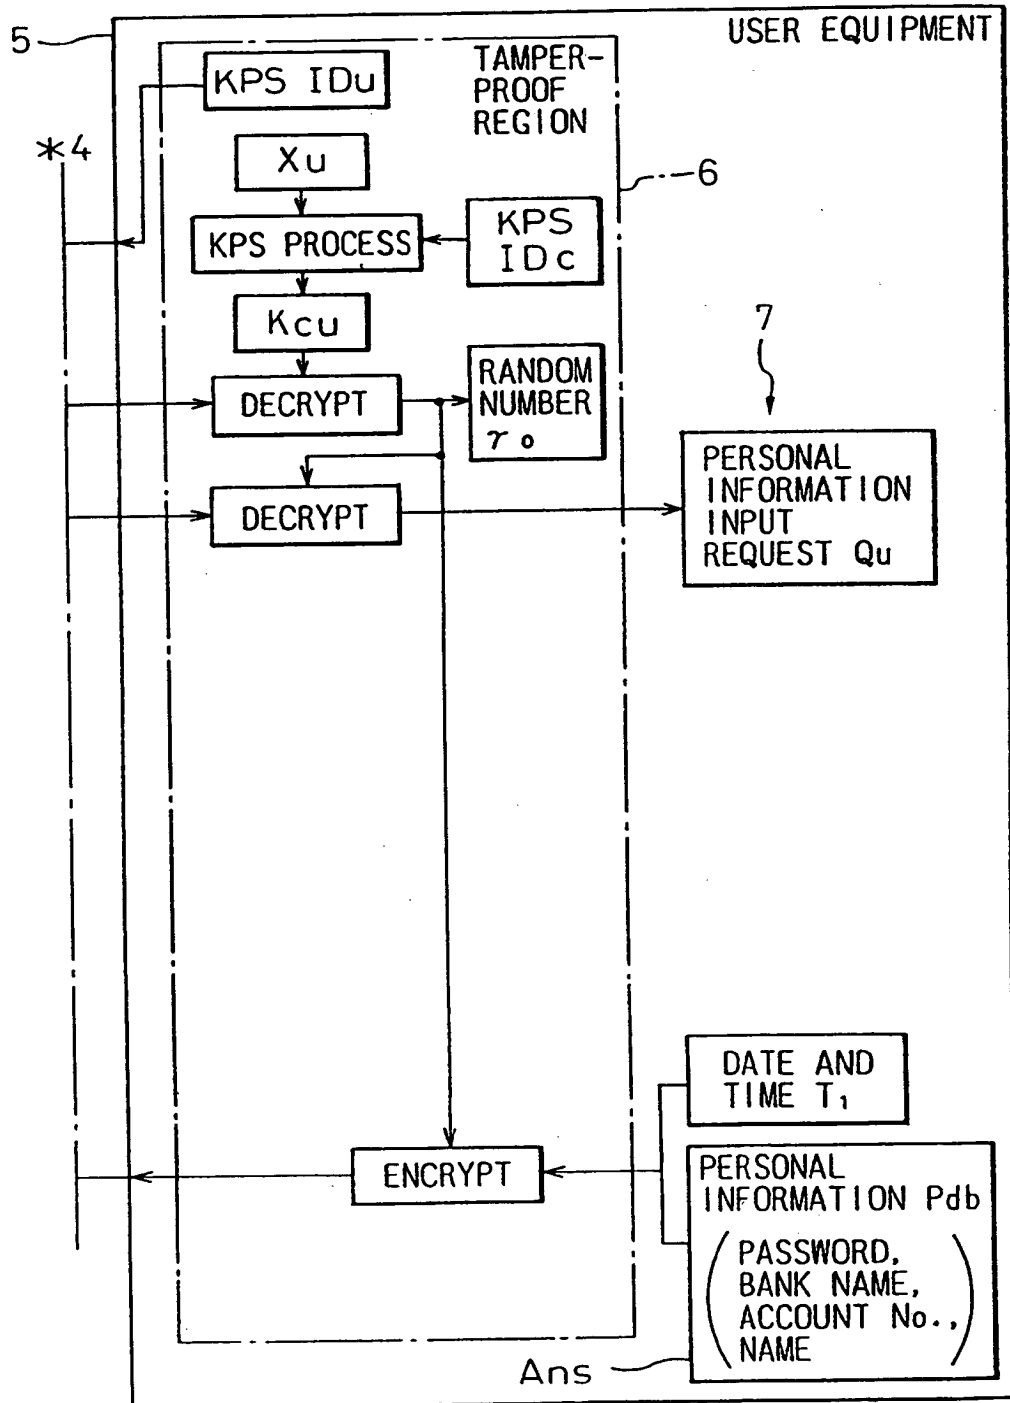 5
USER EQUIPMENT
KPS IDu
TAMPER-
PROOF
REGION
*4
Xu
6
KPS PROCESS
KPS
IDc
Kcu
7
DECRYPT
RANDOM
NUMBER
r o
DECRYPT
PERSONAL
INFORMATION
INPUT
REQUEST Qu
DATE AND
TIME T1
ENCRYPT
PERSONAL
INFORMATION Pdb
(PASSWORD,
BANK NAME,
ACCOUNT No.,
NAME)
Ans